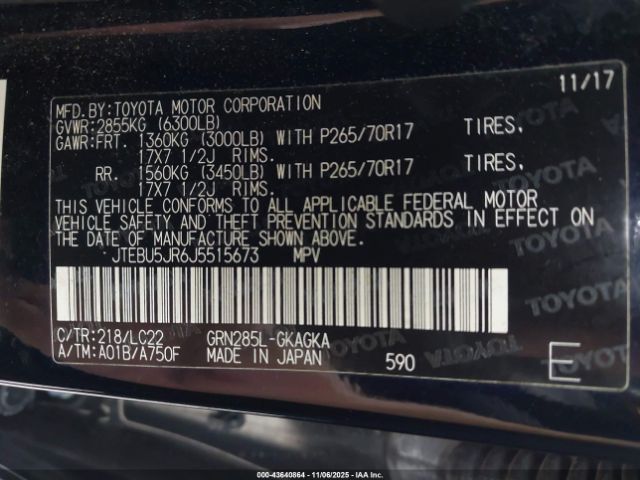 11/17
MFD.BY:TOYOTA MOTOR CORPORATION
GVWR:2855KG (6300LB)
GAWR:FRT. 1360KG (3000LB) WITH P265/70R17 TIRES,
17X7 1/2J RIMS.
RR. 1560KG (3450LB) WITH P265/70R17 TIRES,
17X7 1/2J RIMS.
THIS VEHICLE CONFORMS TO ALL APPLICABLE FEDERAL MOTOR
VEHICLE SAFETY AND THEFT PREVENTION STANDARDS IN EFFECT ON
THE DATE OF MANUFACTURE SHOWN ABOVE.
JTEBU5JR6J5515673 MPV
C/TR:218/LC22 GRN285L-GKAGKA
A/TM:A01B/A750F MADE IN JAPAN 590 E
000-43640864 - 11/06/2025 - IAA Inc.